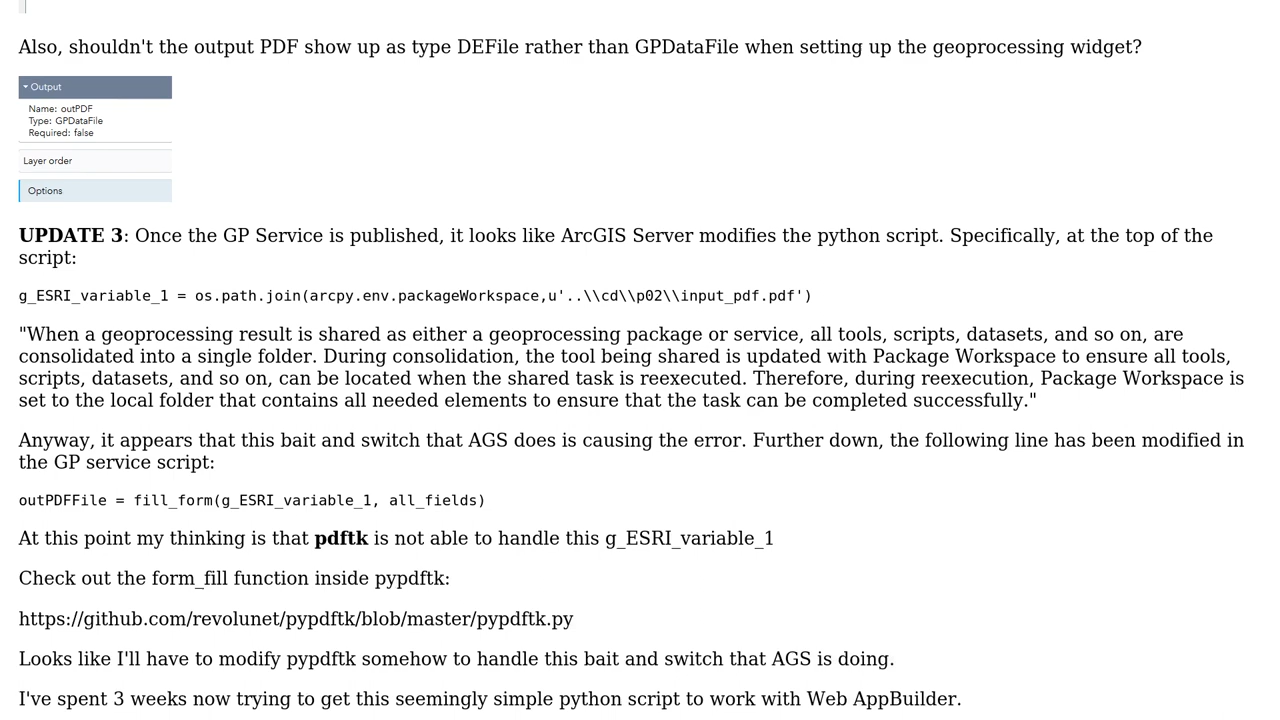 Also, shouldn't the output PDF show up as type DEFile rather than GPDataFile when setting up the geoprocessing widget?
Output
Name: outPDF
Type: GPDataFile
Required: false
Layer order
Options
UPDATE 3: Once the GP Service is published, it looks like ArcGIS Server modifies the python script. Specifically, at the top of the
script:
g_ESRI_variable_1 = os.path.join(arcpy.env.packageWorkspace,u'..\\cd\\p02\\input_pdf.pdf')
"When a geoprocessing result is shared as either a geoprocessing package or service, all tools, scripts, datasets, and so on, are
consolidated into a single folder. During consolidation, the tool being shared is updated with Package Workspace to ensure all tools,
scripts, datasets, and so on, can be located when the shared task is reexecuted. Therefore, during reexecution, Package Workspace is
set to the local folder that contains all needed elements to ensure that the task can be completed successfully."
Anyway, it appears that this bait and switch that AGS does is causing the error. Further down, the following line has been modified in
the GP service script:
outPDFFile = fill_form(g_ESRI_variable_1, all_fields)
At this point my thinking is that pdftk is not able to handle this g_ESRI_variable_1
Check out the form_fill function inside pypdftk:
https://github.com/revolunet/pypdftk/blob/master/pypdftk.py
Looks like I'll have to modify pypdftk somehow to handle this bait and switch that AGS is doing.
I've spent 3 weeks now trying to get this seemingly simple python script to work with Web AppBuilder.